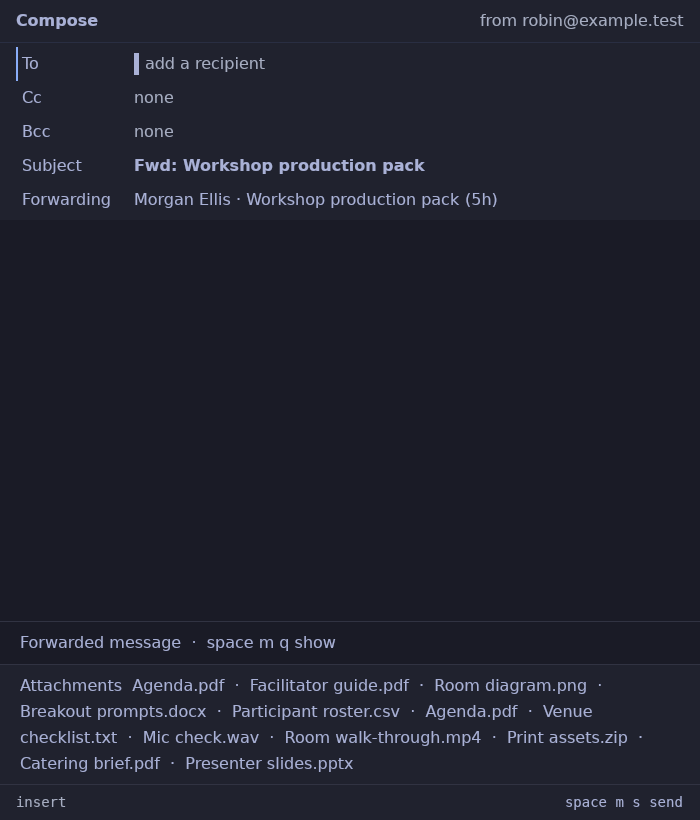 Compose from robin@example.test
To add a recipient
Cc none
Bcc none
Subject Fwd: Workshop production pack
Forwarding Morgan Ellis · Workshop production pack (5h)
Forwarded message · space m q show
Attachments Agenda.pdf · Facilitator guide.pdf · Room diagram.png ·
Breakout prompts.docx · Participant roster.csv · Agenda.pdf · Venue
checklist.txt · Mic check.wav · Room walk-through.mp4 · Print assets.zip ·
Catering brief.pdf · Presenter slides.pptx
insert space m s send